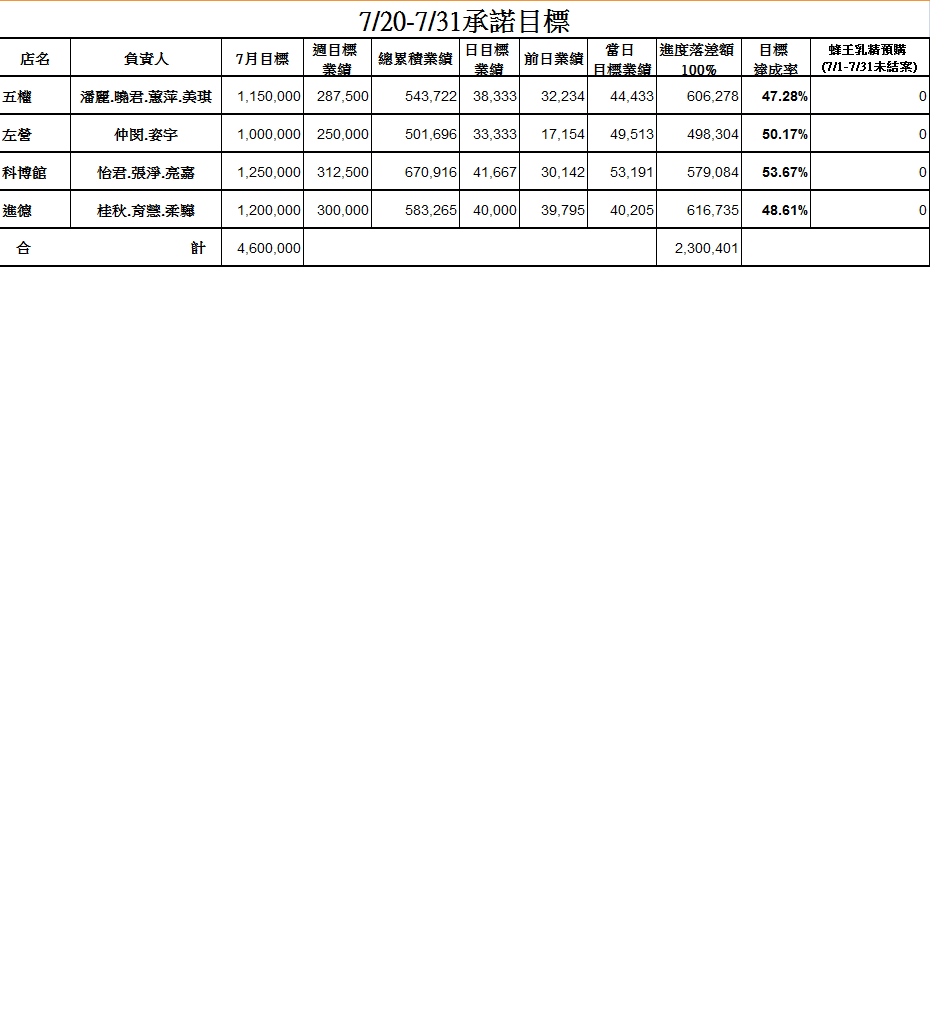 7/20-7/31承諾目標
店名 負責人 7月目標 週目標業績 總累積業績 日目標業績 前日業績 當日目標業績 進度落差額100% 目標達成率 蜂王乳精預購(7/1-7/31未結案)
五權 潘麗.曉君.蕙萍.美琪 1,150,000 287,500 543,722 38,333 32,234 44,433 606,278 47.28% 0
左營 仲閔.姿宇 1,000,000 250,000 501,696 33,333 17,154 49,513 498,304 50.17% 0
科博館 怡君.張淨.亮嘉 1,250,000 312,500 670,916 41,667 30,142 53,191 579,084 53.67% 0
進德 桂秋.育慧.柔驊 1,200,000 300,000 583,265 40,000 39,795 40,205 616,735 48.61% 0
合 計 4,600,000 2,300,401